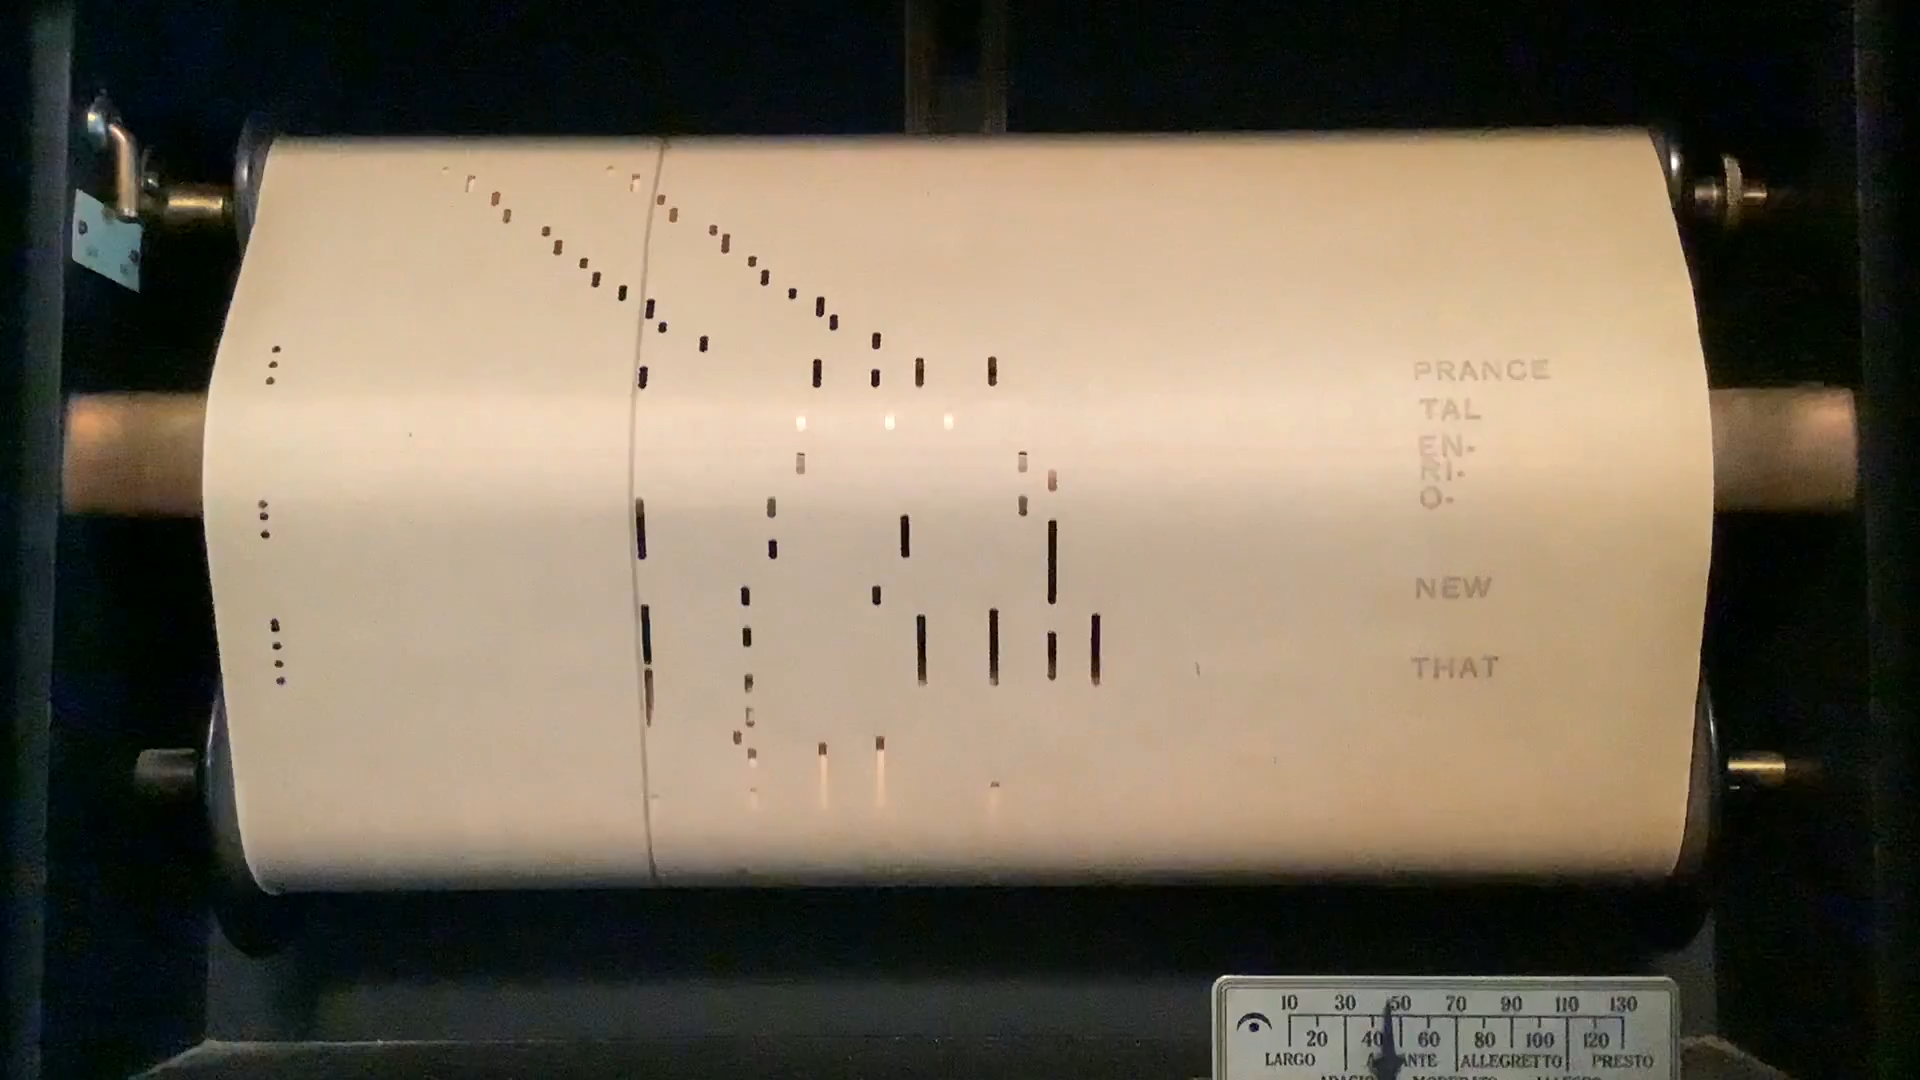 PRANCE
TAL
EN-
RI-
O-
NEW
THAT
10 30 50 70 90 110 130
20 40 60 80 100 120
LARGO ALLEGRETTO PRESTO